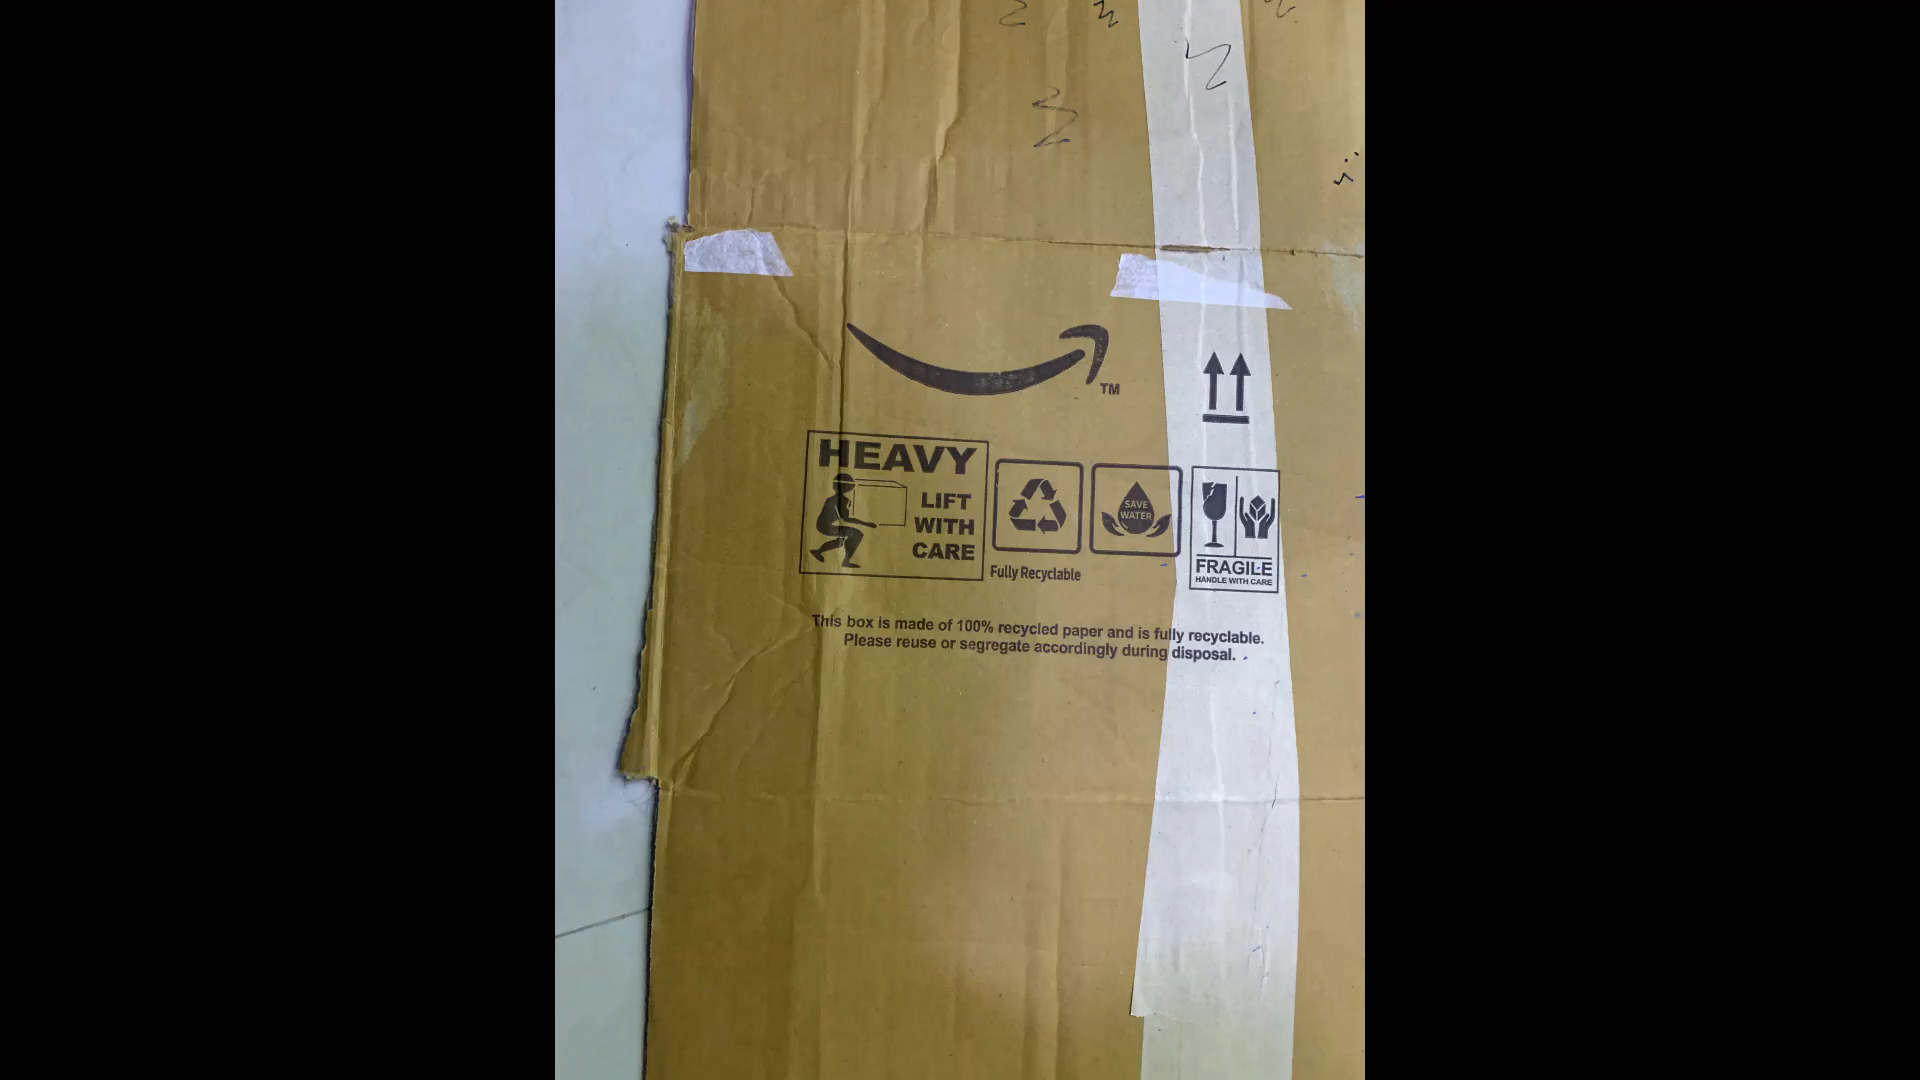 TM
HEAVY
LIFT
WITH
CARE
SAVE
WATER
FRAGILE
HANDLE WITH CARE
Fully Recyclable
This box is made of 100% recycled paper and is fully recyclable.
Please reuse or segregate accordingly during disposal.